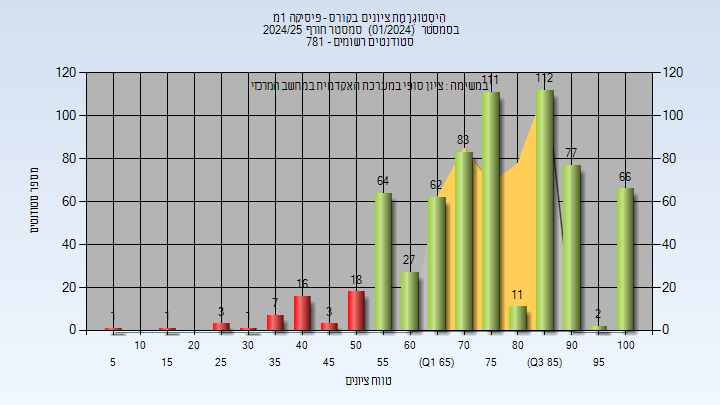 היסטוגרמת ציונים בקורס - פיסיקה 1מ
בסמסטר (01/2024) סמסטר חורף 2024/25
סטודנטים רשומים - 781
במשימה : ציון סופי במערכת האקדמית במחשב המרכזי
מספר סטודנטים
120 120
100 100
80 80
60 60
40 40
20 20
0 0
1 1 3 1 7 16 3 18 64 27 62 83 111 11 112 77 2 66
10 20 30 40 50 60 70 80 90 100
5 15 25 35 45 55 (Q1 65) 75 (Q3 85) 95
טווח ציונים